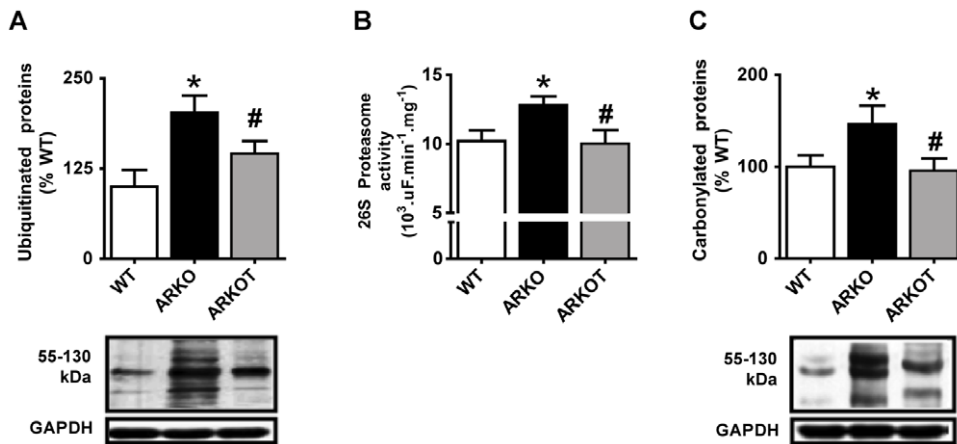 A
Ubiquitinated proteins
(% WT)
250
125
0
*
#
WT
ARKO
ARKOT
55-130
kDa
GAPDH
B
26S Proteasome
activity
(10³.uF.min⁻¹.mg⁻¹)
15
10
5
0
*
#
WT
ARKO
ARKOT
C
Carbonylated proteins
(% WT)
200
100
0
*
#
WT
ARKO
ARKOT
55-130
kDa
GAPDH